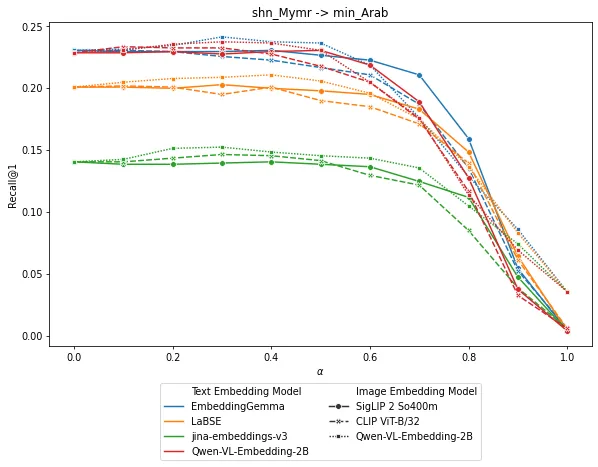 shn_Mymr -> min_Arab
Recall@1
0.25
0.20
0.15
0.10
0.05
0.00
0.0 0.2 0.4 0.6 0.8 1.0
α
Text Embedding Model
EmbeddingGemma
LaBSE
jina-embeddings-v3
Qwen-VL-Embedding-2B
Image Embedding Model
SigLIP 2 So400m
CLIP ViT-B/32
Qwen-VL-Embedding-2B